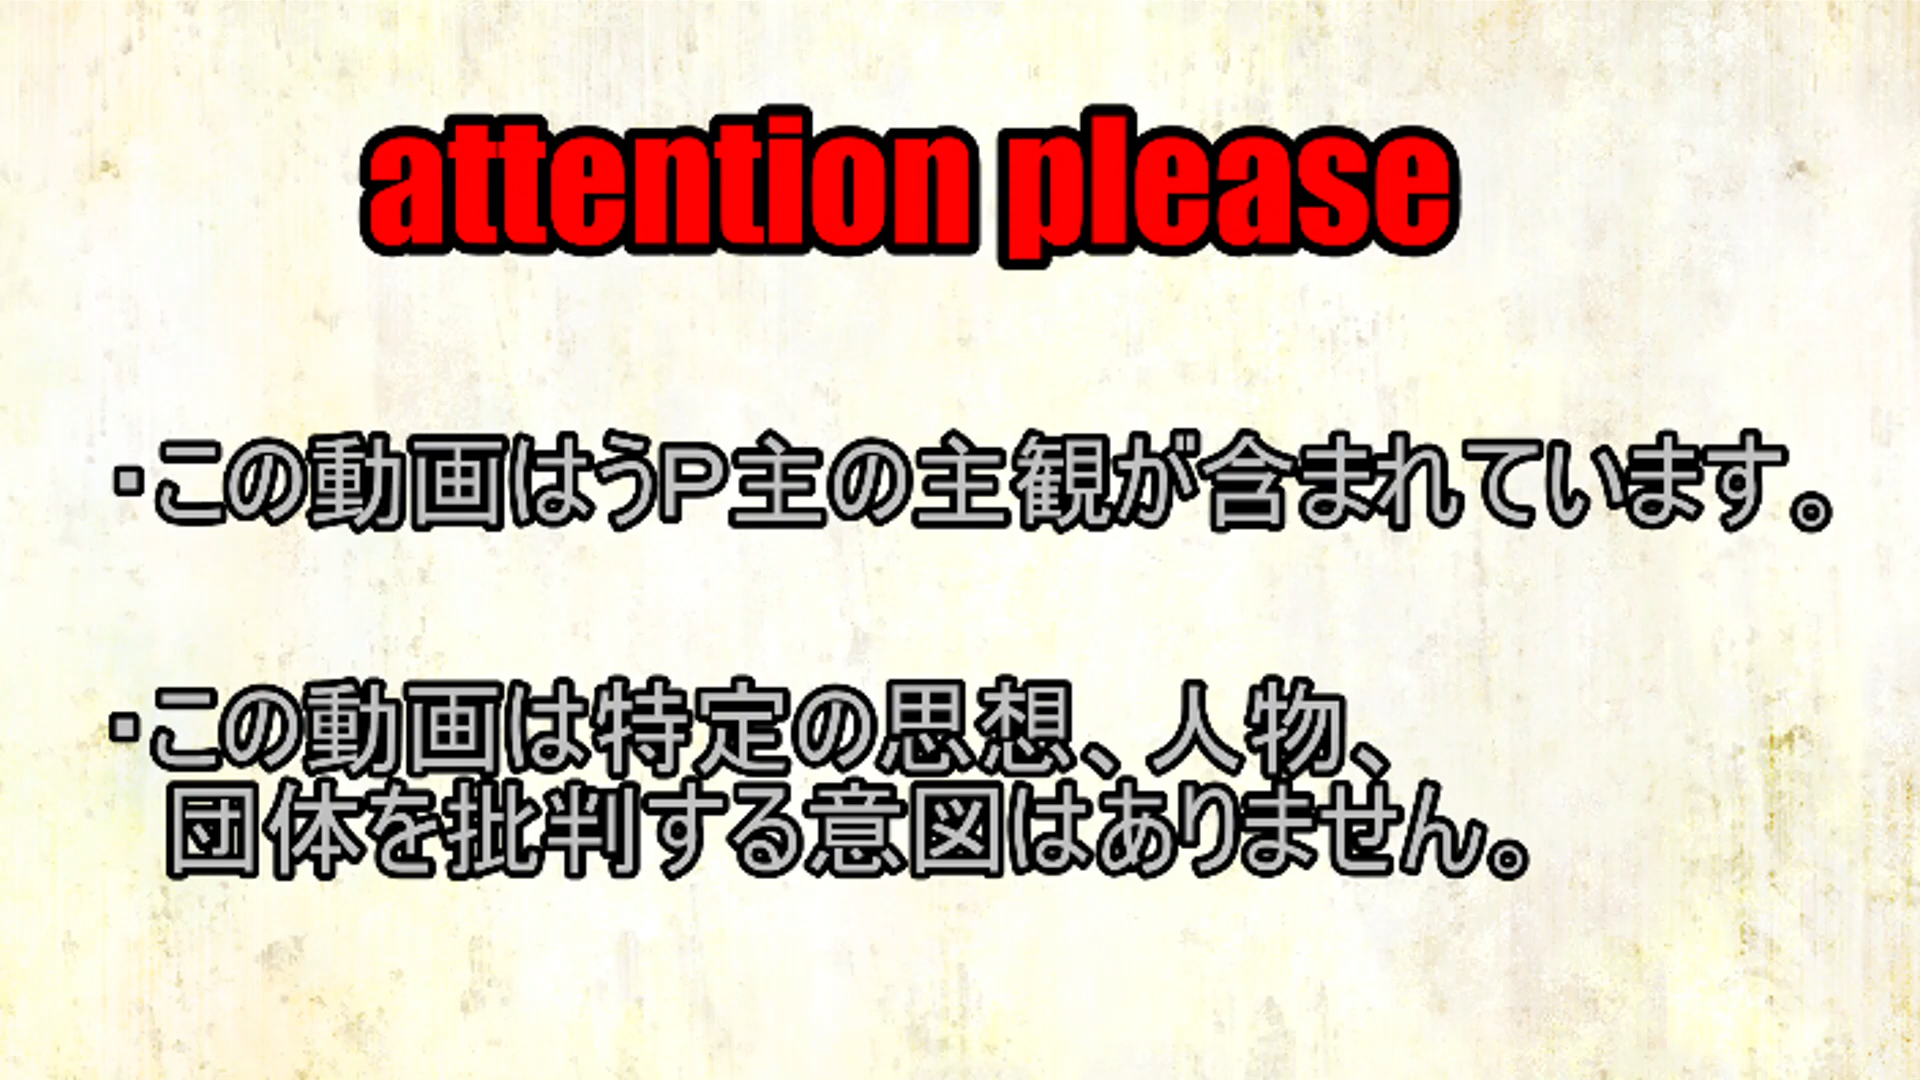 attention please
・この動画はうP主の主観が含まれています。
・この動画は特定の思想、人物、
団体を批判する意図はありません。